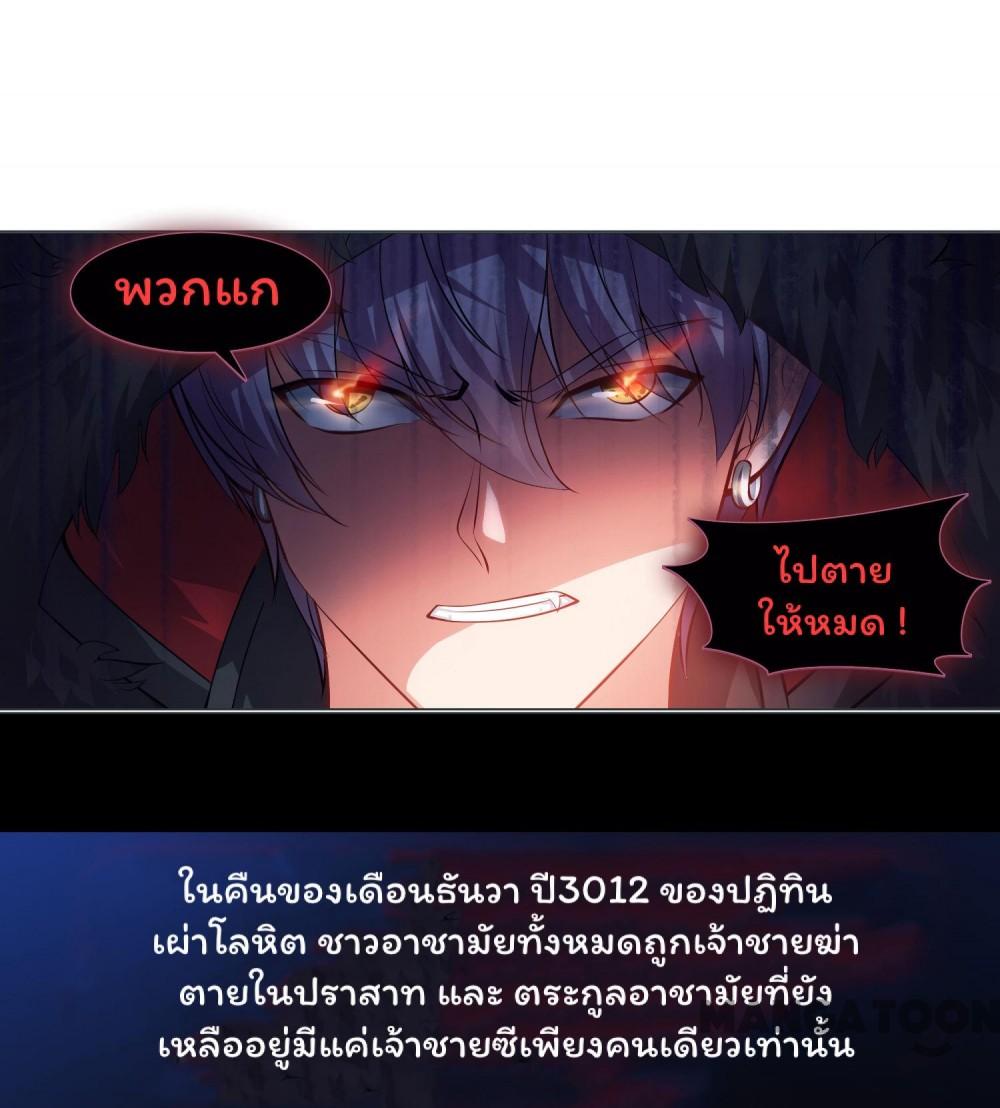 พวกแก
ไปตาย
ให้หมด !
ในคืนของเดือนธันวา ปี3012 ของปฏิทิน
เผ่าโลหิต ชาวอาชามัยทั้งหมดถูกเจ้าชายฆ่า
ตายในปราสาท และ ตระกูลอาชามัยที่ยัง
เหลืออยู่มีแค่เจ้าชายซีเพียงคนเดียวเท่านั้น
MANGA TOON